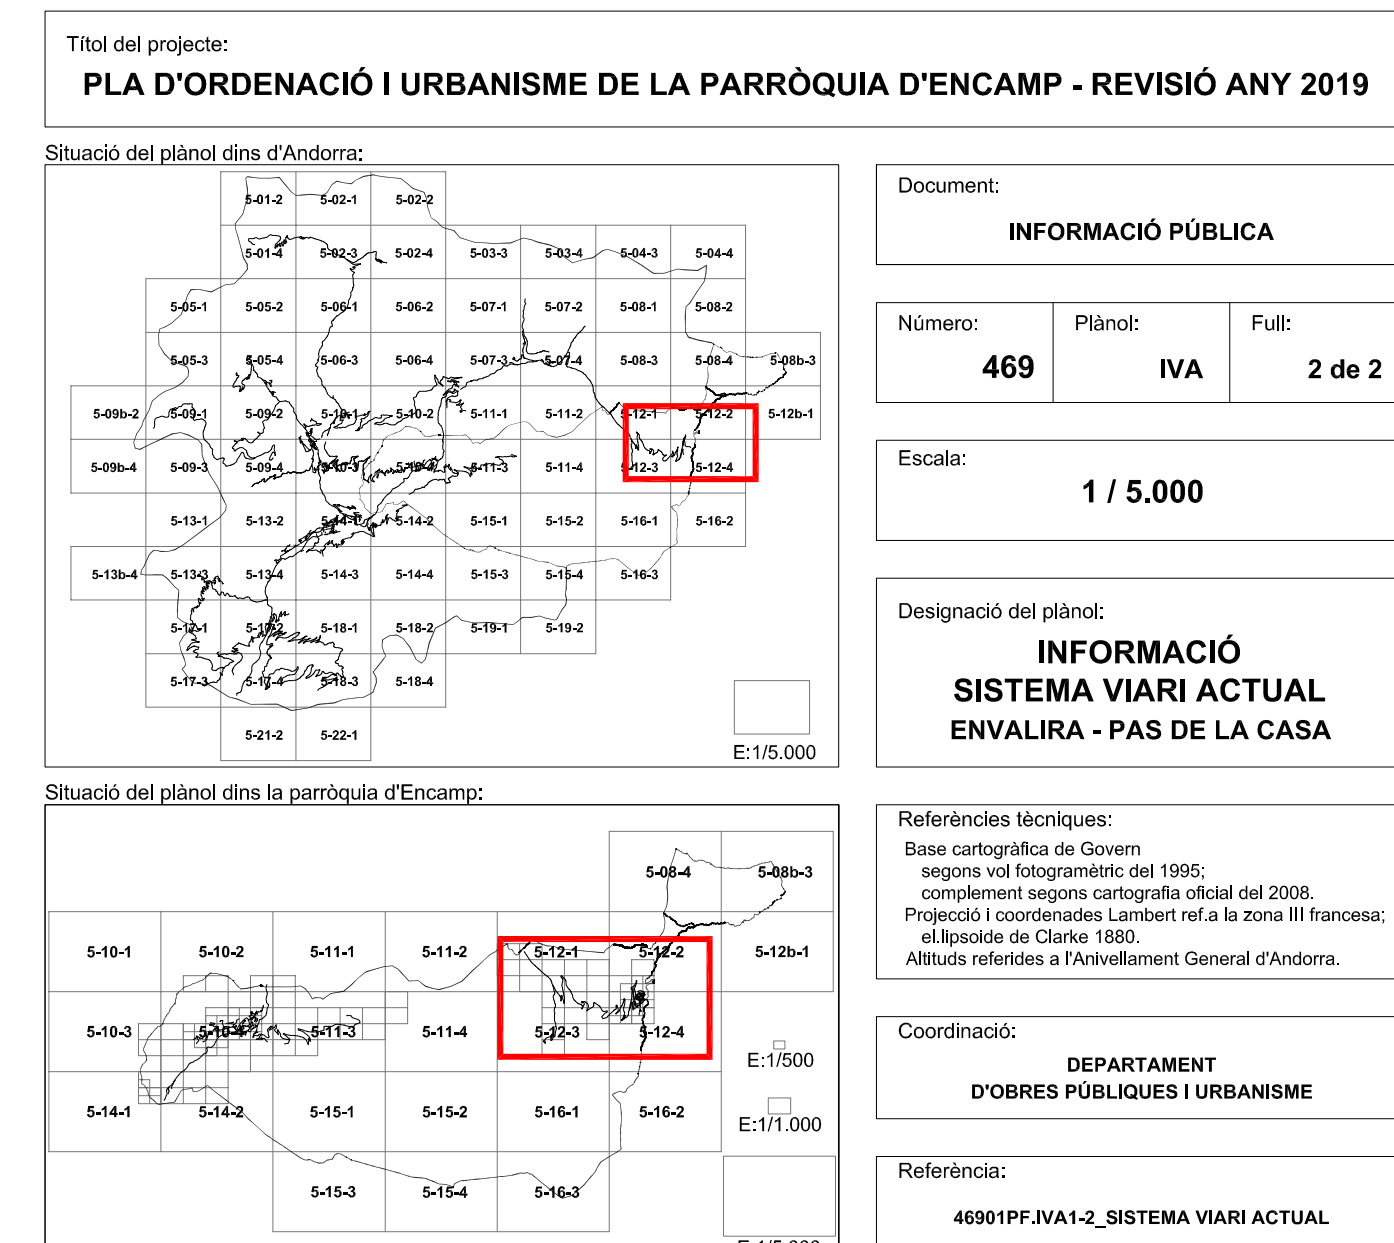 Títol del projecte:
PLA D'ORDENACIÓ I URBANISME DE LA PARRÒQUIA D'ENCAMP - REVISIÓ ANY 2019
Situació del plànol dins d'Andorra:
5-01-2 5-02-1 5-02-2
5-01-4 5-02-3 5-02-4 5-03-3 5-03-4 5-04-3 5-04-4
5-05-1 5-05-2 5-06-1 5-06-2 5-07-1 5-07-2 5-08-1 5-08-2
5-05-3 5-05-4 5-06-3 5-06-4 5-07-3 5-07-4 5-08-3 5-08-4 5-08b-3
5-09b-2 5-09-1 5-09-2 5-10-1 5-10-2 5-11-1 5-11-2 5-12-1 5-12-2 5-12b-1
5-09b-4 5-09-3 5-09-4 5-10-3 5-10-4 5-11-3 5-11-4 5-12-3 5-12-4
5-13-1 5-13-2 5-14-1 5-14-2 5-15-1 5-15-2 5-16-1 5-16-2
5-13b-4 5-13-3 5-13-4 5-14-3 5-14-4 5-15-3 5-15-4 5-16-3
5-17-1 5-17-2 5-18-1 5-18-2 5-19-1 5-19-2
5-17-3 5-17-4 5-18-3 5-18-4
5-21-2 5-22-1
E:1/5.000
Document:
INFORMACIÓ PÚBLICA
Número: Plànol: Full:
469 IVA 2 de 2
Escala:
1 / 5.000
Designació del plànol:
INFORMACIÓ
SISTEMA VIARI ACTUAL
ENVALIRA - PAS DE LA CASA
Situació del plànol dins la parròquia d'Encamp:
5-08-4 5-08b-3
5-10-1 5-10-2 5-11-1 5-11-2 5-12-1 5-12-2 5-12b-1
5-10-3 5-10-4 5-11-3 5-11-4 5-12-3 5-12-4
E:1/500
5-14-1 5-14-2 5-15-1 5-15-2 5-16-1 5-16-2
E:1/1.000
5-15-3 5-15-4 5-16-3
E:1/5.000
Referències tècniques:
Base cartogràfica de Govern
segons vol fotogramètric del 1995;
complement segons cartografia oficial del 2008.
Projecció i coordenades Lambert ref.a la zona III francesa;
el.lipsoide de Clarke 1880.
Altituds referides a l'Anivellament General d'Andorra.
Coordinació:
DEPARTAMENT
D'OBRES PÚBLIQUES I URBANISME
Referència:
46901PF.IVA1-2_SISTEMA VIARI ACTUAL